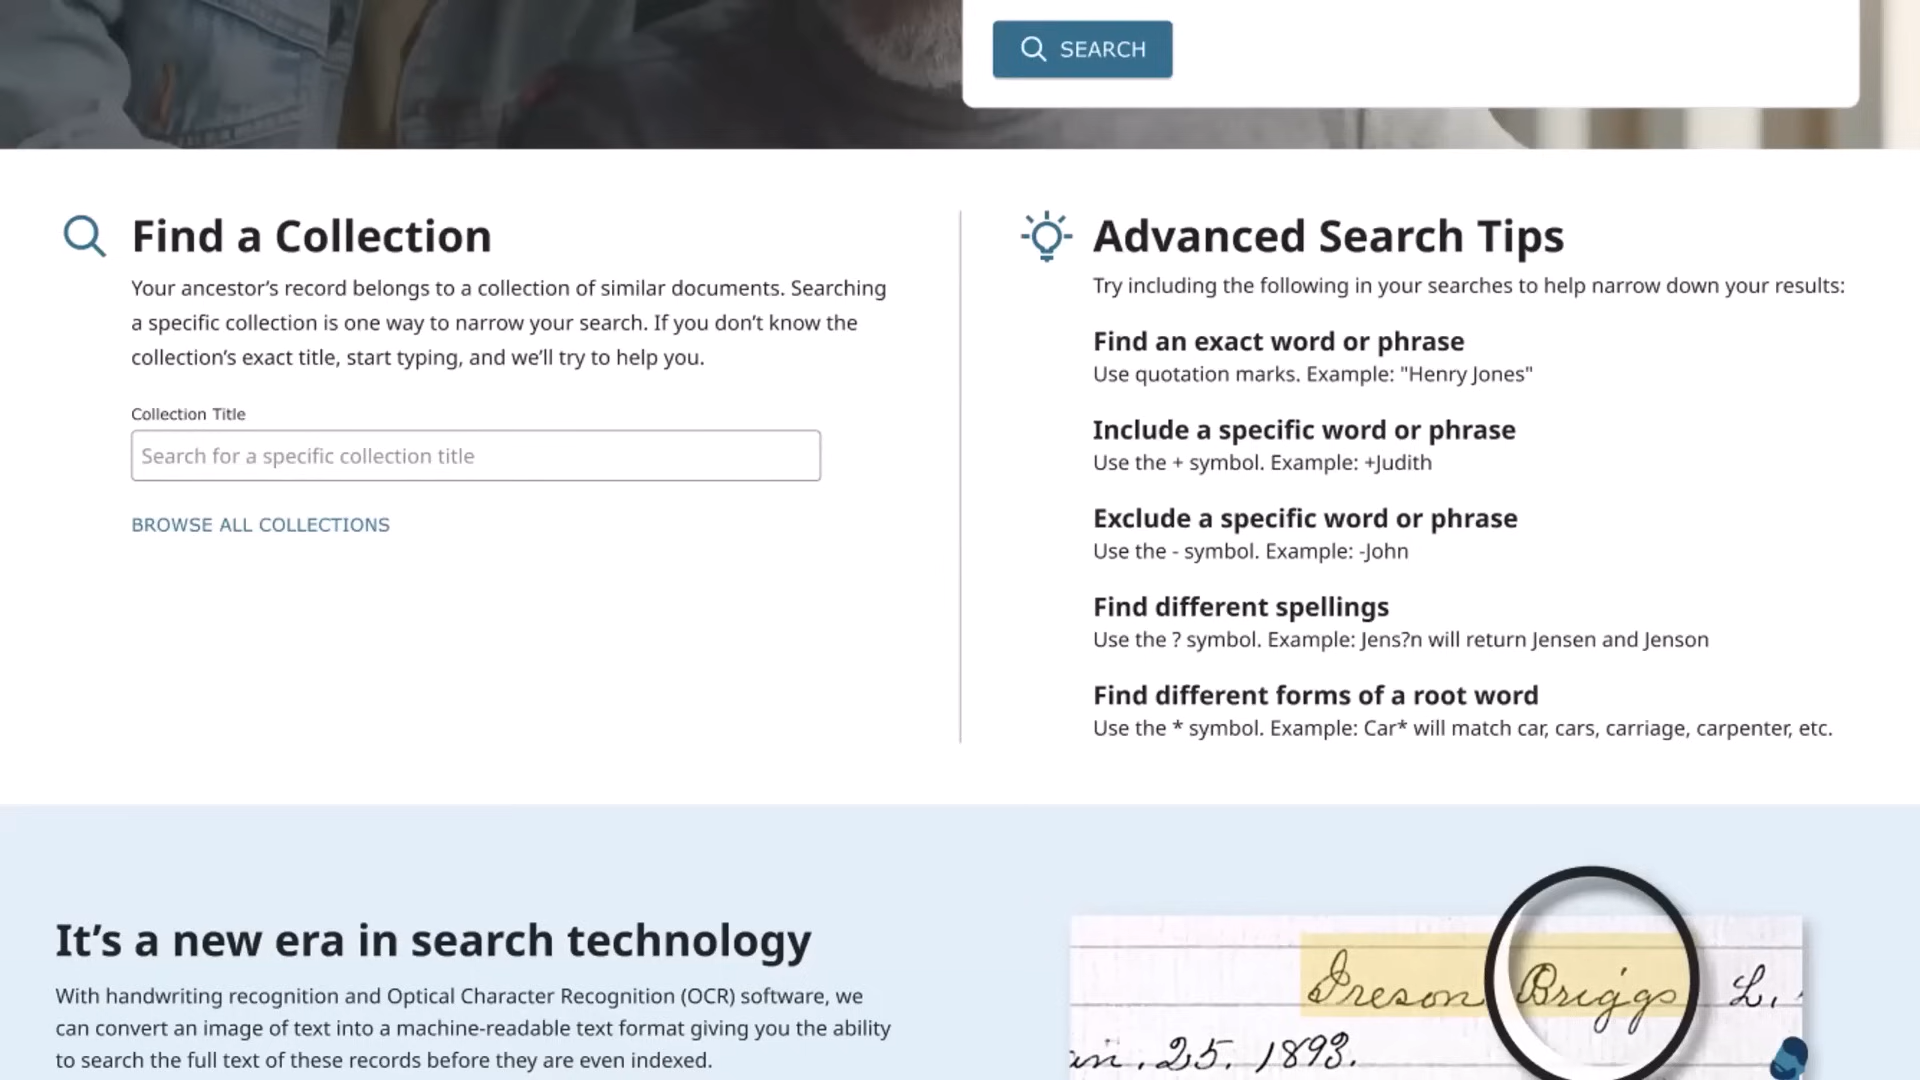 SEARCH
Find a Collection
Your ancestor’s record belongs to a collection of similar documents. Searching
a specific collection is one way to narrow your search. If you don’t know the
collection’s exact title, start typing, and we’ll try to help you.
Collection Title
Search for a specific collection title
BROWSE ALL COLLECTIONS
Advanced Search Tips
Try including the following in your searches to help narrow down your results:
Find an exact word or phrase
Use quotation marks. Example: "Henry Jones"
Include a specific word or phrase
Use the + symbol. Example: +Judith
Exclude a specific word or phrase
Use the - symbol. Example: -John
Find different spellings
Use the ? symbol. Example: Jens?n will return Jensen and Jenson
Find different forms of a root word
Use the * symbol. Example: Car* will match car, cars, carriage, carpenter, etc.
It’s a new era in search technology
With handwriting recognition and Optical Character Recognition (OCR) software, we
can convert an image of text into a machine-readable text format giving you the ability
to search the full text of these records before they are even indexed.
Ireson Briggs L.
25, 1893.